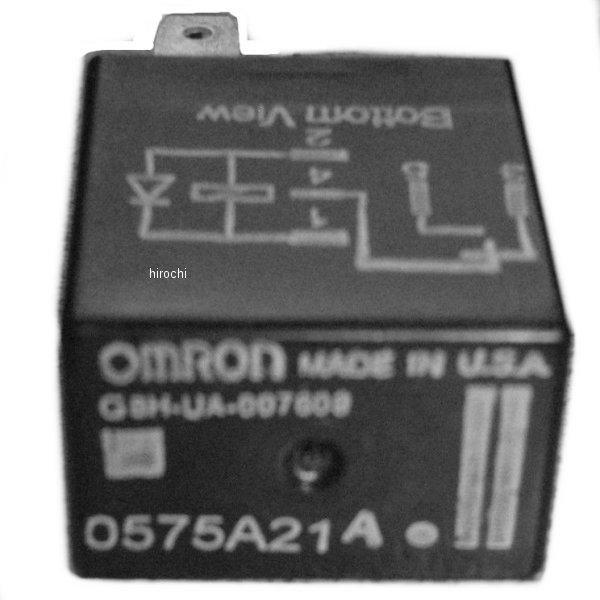 Bottom View
2
4
1
hirochi
OMRON MADE IN U.S.A
G8H-UA-007609
0575A21A